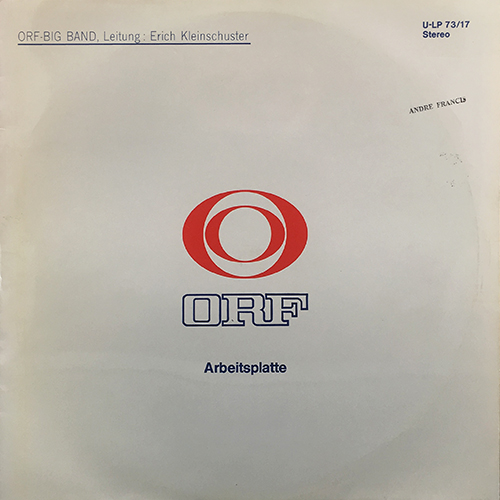 ORF-BIG BAND, Leitung: Erich Kleinschuster
U-LP 73/17
Stereo
ANDRE FRANCIS
ORF
Arbeitsplatte